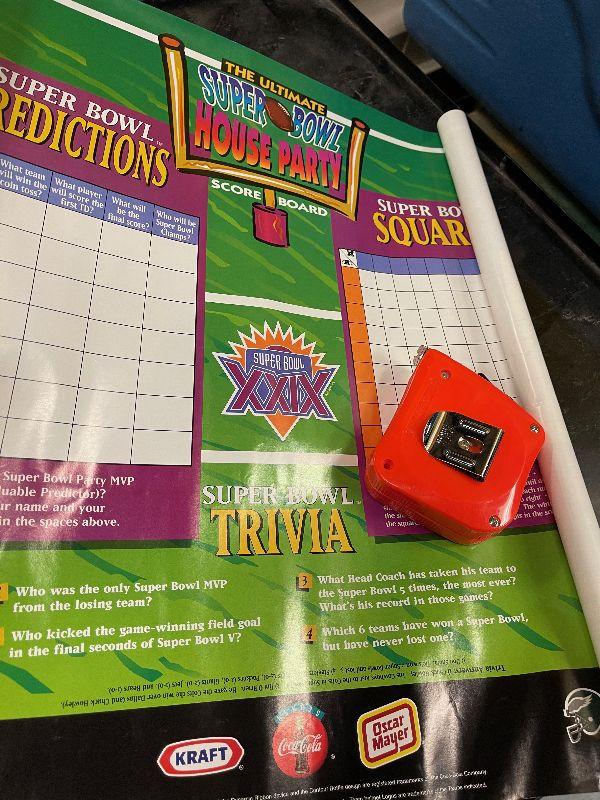 THE ULTIMATE
SUPER BOWL
HOUSE PARTY
SCORE BOARD
SUPER BOWL
REDICTIONS
What team
will win the
coin toss?
What player
will score the
first TD?
What will
be the
final score?
Who will be
Super Bowl
Champs?
SUPER BO
SQUAR
SUPER BOWL
XXIX
Super Bowl Party MVP
uable Predictor)?
ur name and your
in the spaces above.
SUPER BOWL
TRIVIA
Who was the only Super Bowl MVP
from the losing team?
Who kicked the game-winning field goal
in the final seconds of Super Bowl V?
3 What Head Coach has taken his team to
the Super Bowl 5 times, the most ever?
What's his record in those games?
4 Which 6 teams have won a Super Bowl,
but have never lost one?
KRAFT
ALWAYS
Coca-Cola
Oscar
Mayer